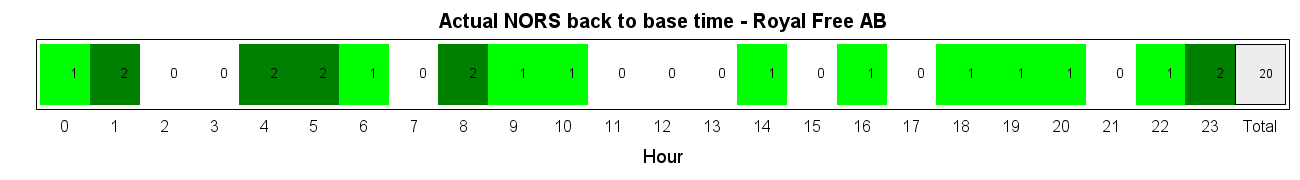 Actual NORS back to base time - Royal Free AB
1 2 0 0 2 2 1 0 2 1 1 0 0 0 1 0 1 0 1 1 1 0 1 2 20
0 1 2 3 4 5 6 7 8 9 10 11 12 13 14 15 16 17 18 19 20 21 22 23 Total
Hour